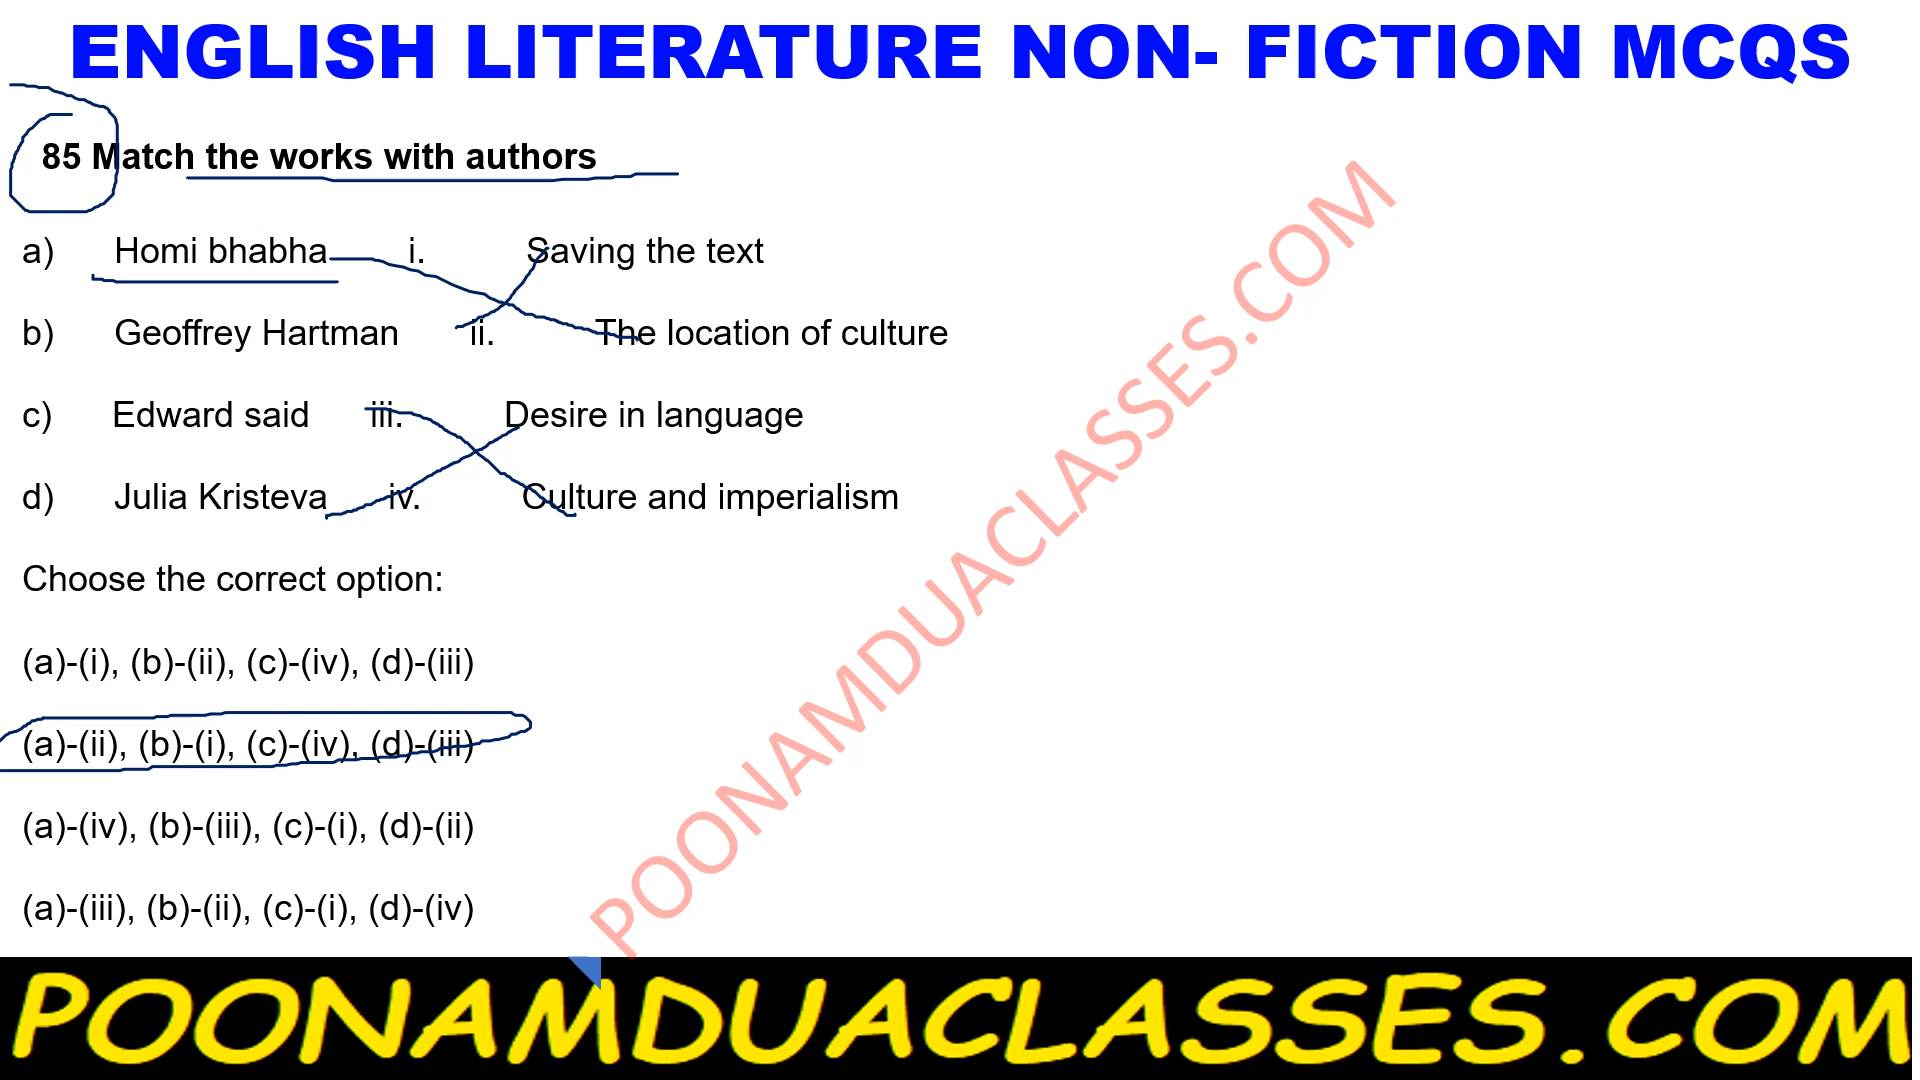 ENGLISH LITERATURE NON- FICTION MCQS
85 Match the works with authors
a) Homi bhabha i. Saving the text
b) Geoffrey Hartman ii. The location of culture
c) Edward said iii. Desire in language
d) Julia Kristeva iv. Culture and imperialism
Choose the correct option:
(a)-(i), (b)-(ii), (c)-(iv), (d)-(iii)
(a)-(ii), (b)-(i), (c)-(iv), (d)-(iii)
(a)-(iv), (b)-(iii), (c)-(i), (d)-(ii)
(a)-(iii), (b)-(ii), (c)-(i), (d)-(iv)
POONAMDUACLASSES.COM
POONAMDUACLASSES.COM